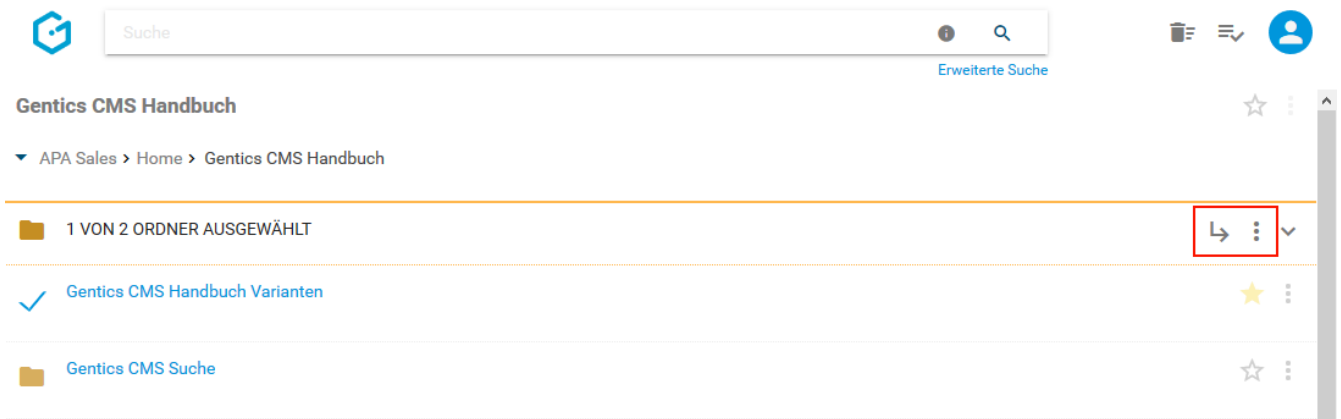 Suche
Erweiterte Suche
Gentics CMS Handbuch
APA Sales > Home > Gentics CMS Handbuch
1 VON 2 ORDNER AUSGEWÄHLT
Gentics CMS Handbuch Varianten
Gentics CMS Suche